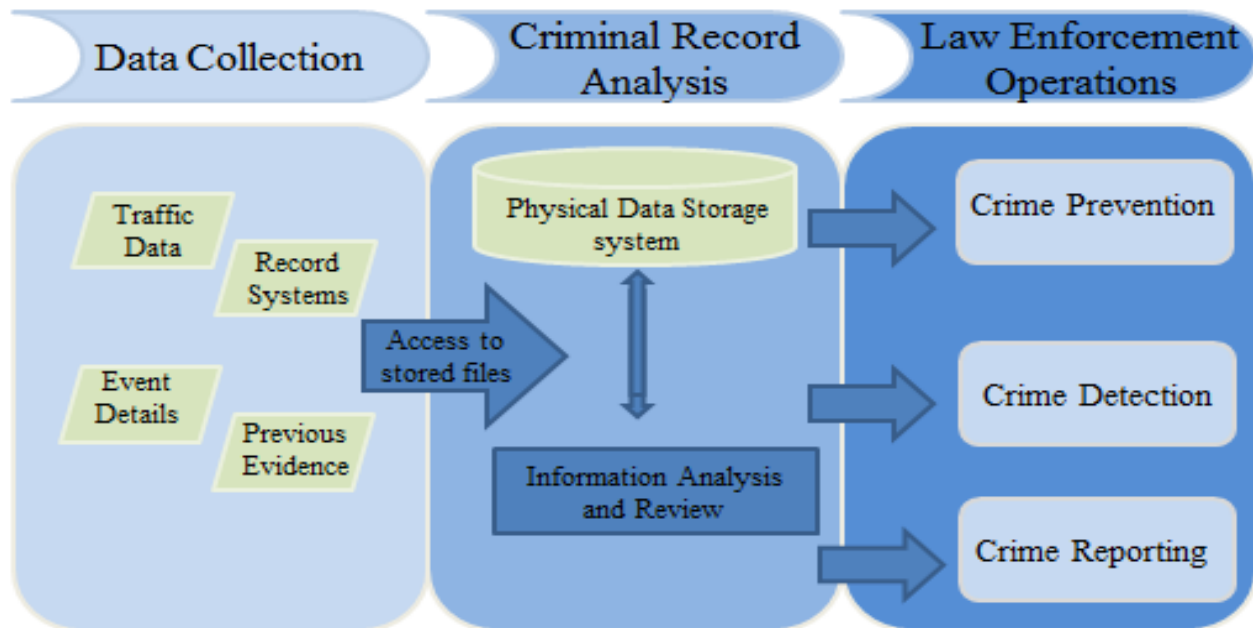 Data Collection
Criminal Record
Analysis
Law Enforcement
Operations
Traffic
Data
Record
Systems
Event
Details
Previous
Evidence
Access to
stored files
Physical Data Storage
system
Information Analysis
and Review
Crime Prevention
Crime Detection
Crime Reporting